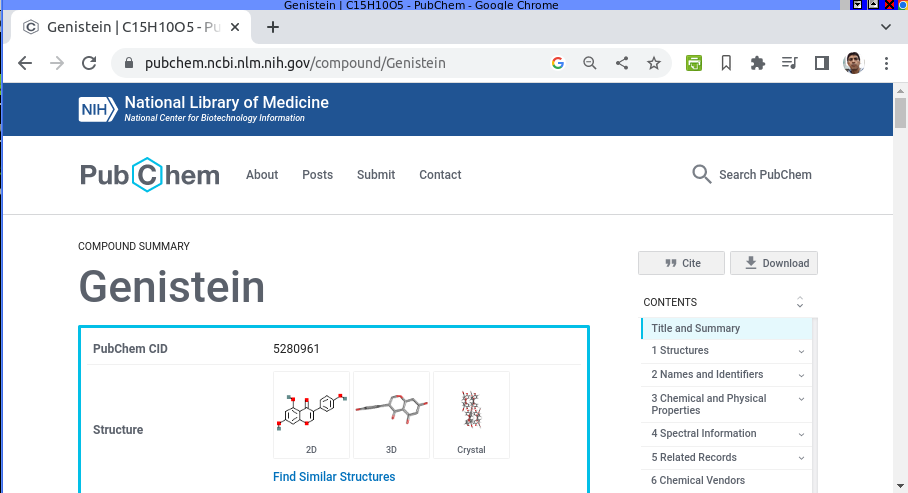 Genistein | C15H10O5 - PubChem - Google Chrome
Genistein | C15H10O5 - Pu
pubchem.ncbi.nlm.nih.gov/compound/Genistein
NIH
National Library of Medicine
National Center for Biotechnology Information
PubChem
About
Posts
Submit
Contact
Search PubChem
COMPOUND SUMMARY
Genistein
Cite
Download
PubChem CID
5280961
Structure
2D
3D
Crystal
Find Similar Structures
CONTENTS
Title and Summary
1 Structures
2 Names and Identifiers
3 Chemical and Physical
Properties
4 Spectral Information
5 Related Records
6 Chemical Vendors